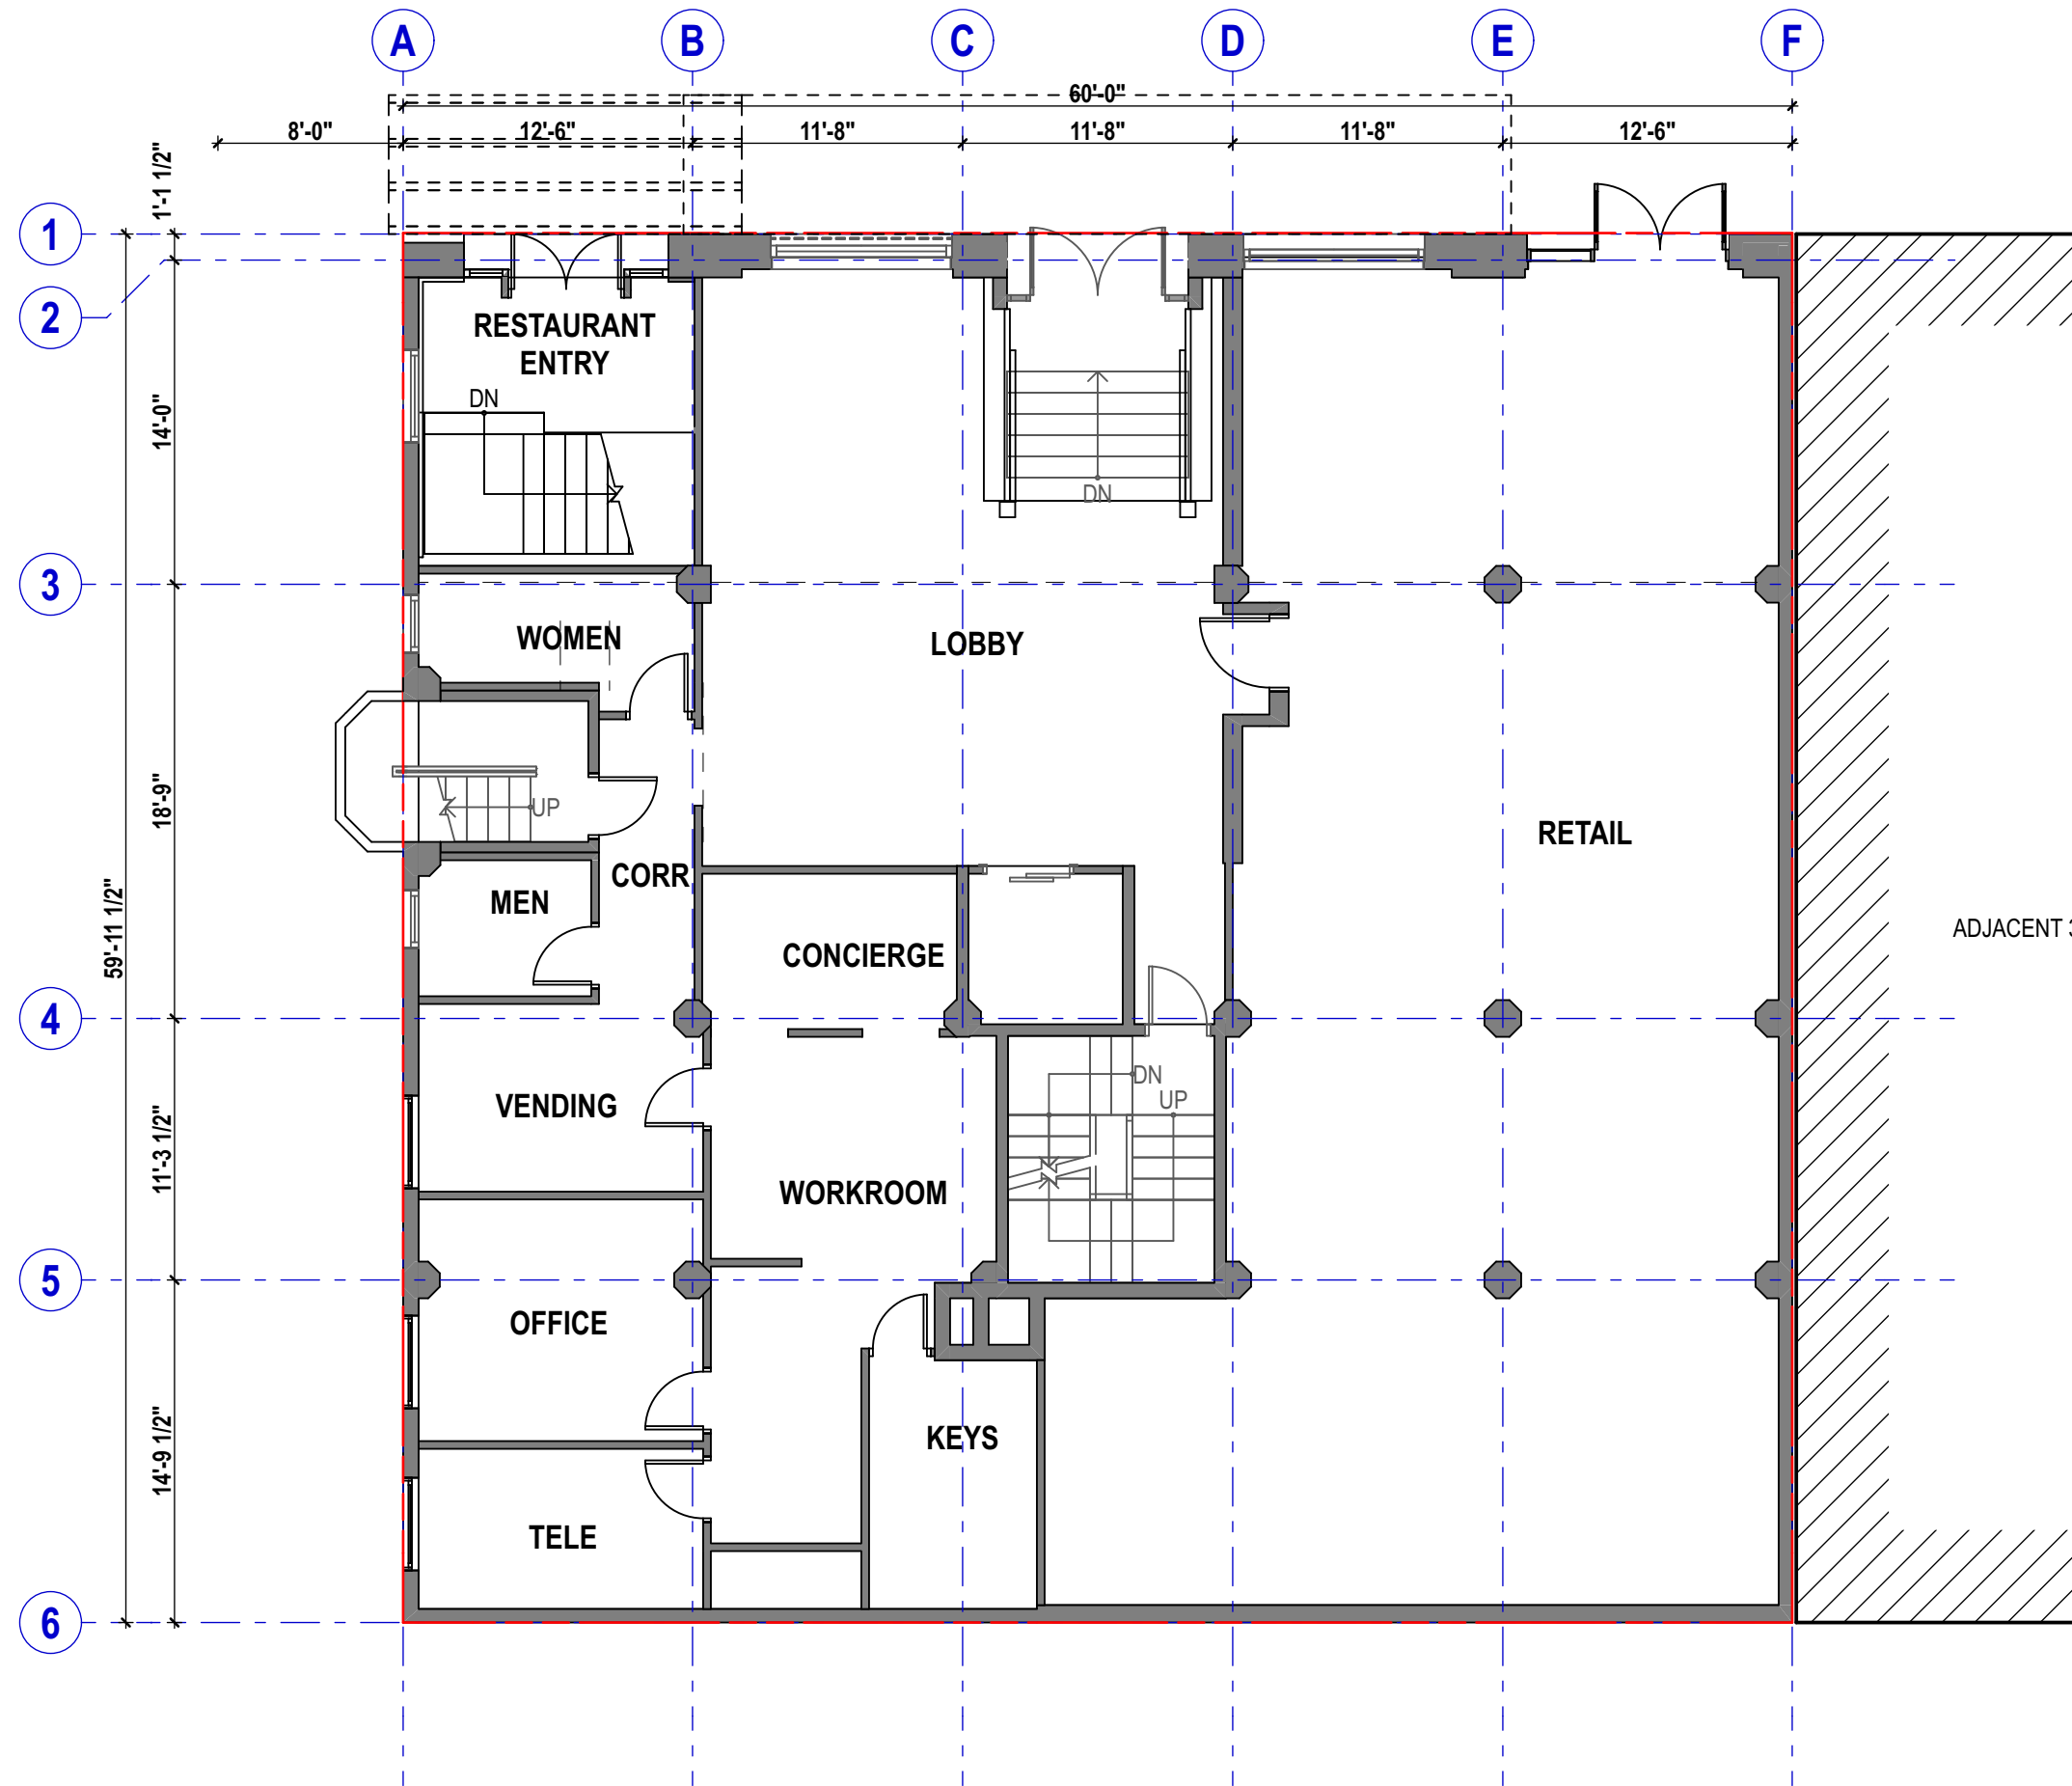 A B C D E F
60'-0"
8'-0" 12'-6" 11'-8" 11'-8" 11'-8" 12'-6"
1'-1 1/2"
1
2
RESTAURANT
ENTRY
DN
14'-0"
DN
3
WOMEN
LOBBY
18'-9"
UP
RETAIL
CORR
MEN
59'-11 1/2"
ADJACENT 3
CONCIERGE
4
DN
UP
VENDING
11'-3 1/2"
WORKROOM
5
OFFICE
14'-9 1/2"
KEYS
TELE
6